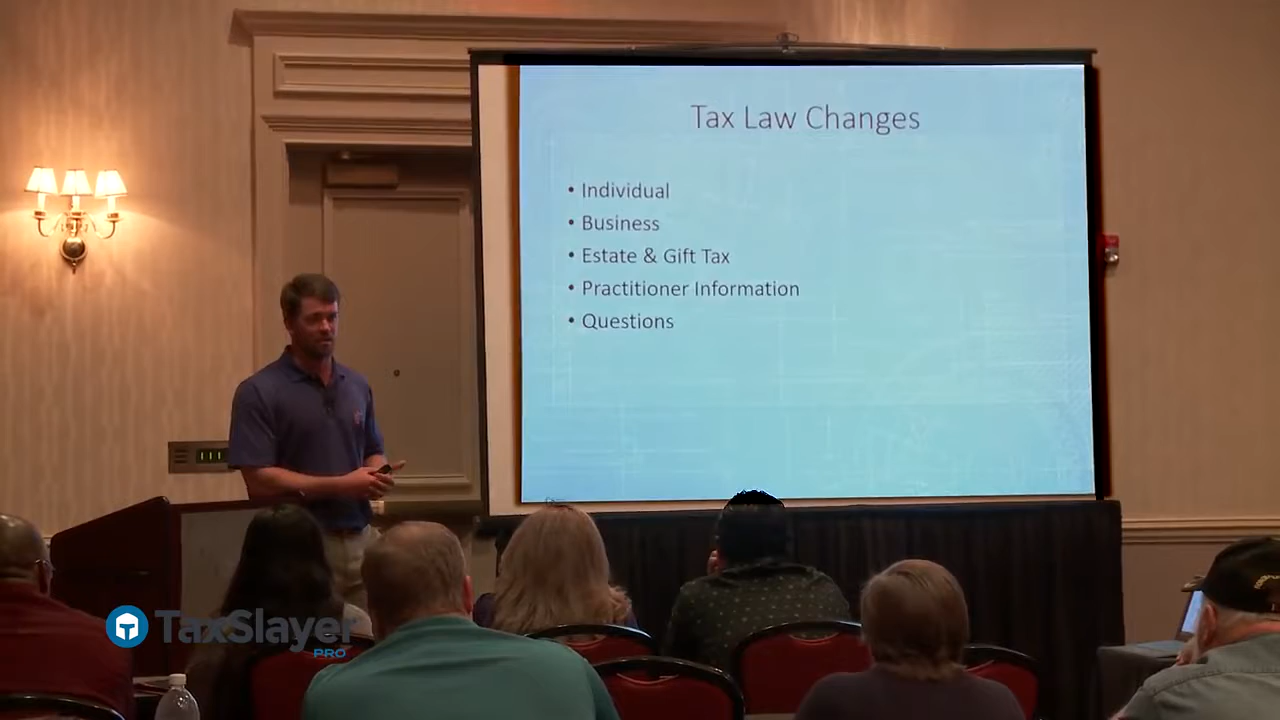 Tax Law Changes
• Individual
• Business
• Estate & Gift Tax
• Practitioner Information
• Questions
TaxSlayer
PRO